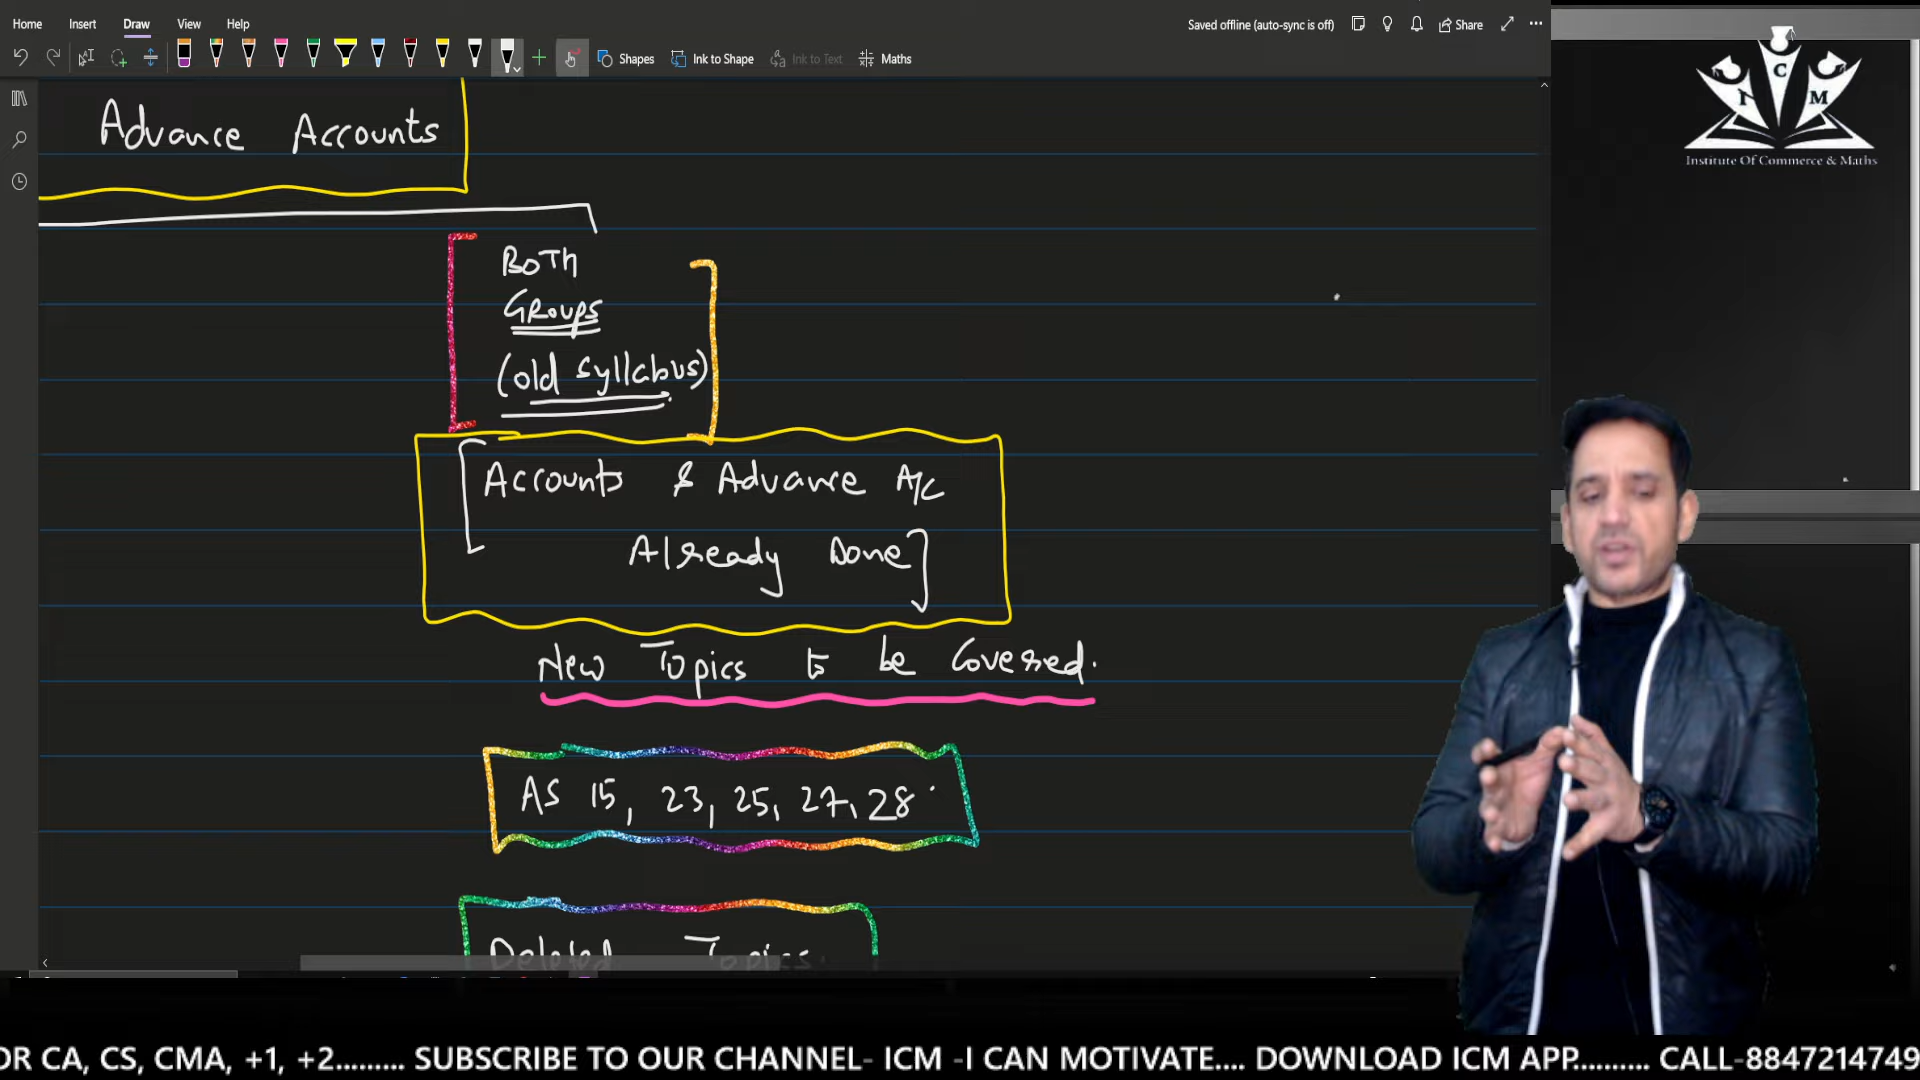 Home Insert Draw View Help
Saved offline (auto-sync is off) Share
Shapes Ink to Shape Ink to Text Maths
Advance Accounts
BOTH
GROUPS
(old syllabus)
Accounts & Advance A/C
Already Done
New Topics to be Covered.
AS 15, 23, 25, 27, 28
Deleted Topics
I C M
Institute Of Commerce & Maths
OR CA, CS, CMA, +1, +2......... SUBSCRIBE TO OUR CHANNEL- ICM -I CAN MOTIVATE.... DOWNLOAD ICM APP.......... CALL-8847214749